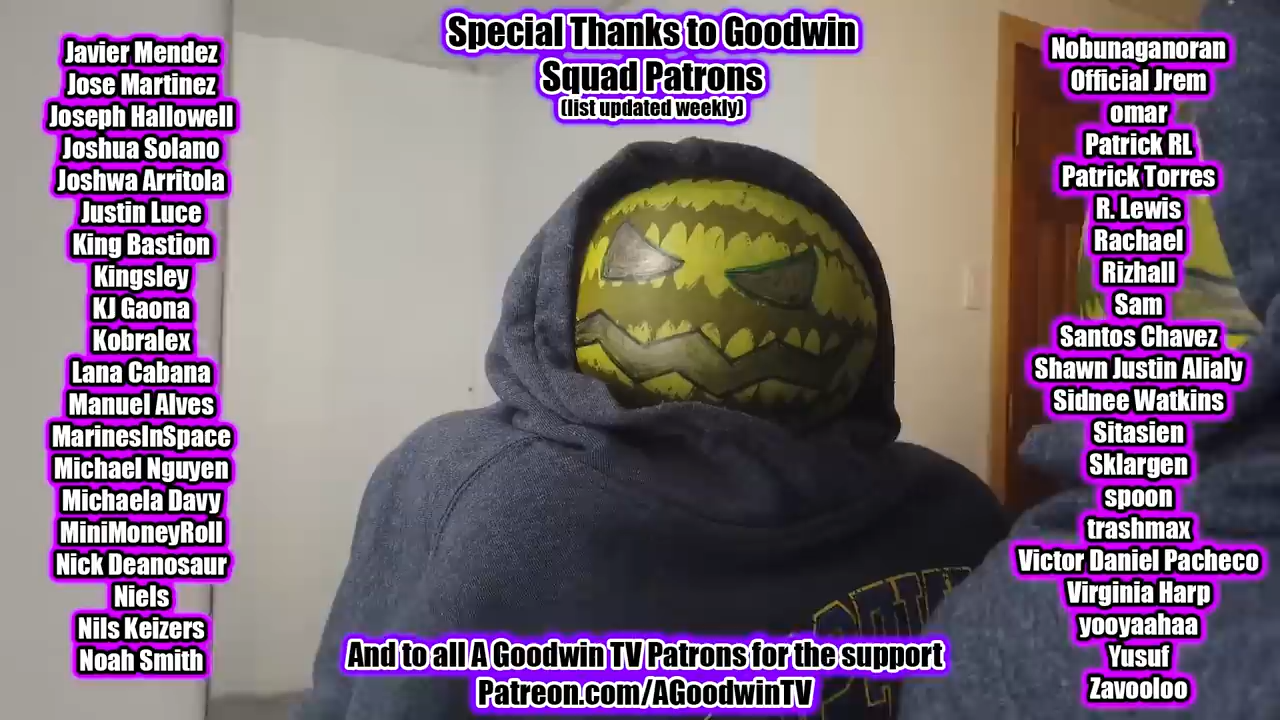 Special Thanks to Goodwin
Squad Patrons
(list updated weekly)
Javier Mendez
Jose Martinez
Joseph Hallowell
Joshua Solano
Joshwa Arritola
Justin Luce
King Bastion
Kingsley
KJ Gaona
Kobralex
Lana Cabana
Manuel Alves
MarinesInSpace
Michael Nguyen
Michaela Davy
MiniMoneyRoll
Nick Deanosaur
Niels
Nils Keizers
Noah Smith
Nobunaganoran
Official Jrem
omar
Patrick RL
Patrick Torres
R. Lewis
Rachael
Rizhall
Sam
Santos Chavez
Shawn Justin Alialy
Sidnee Watkins
Sitasien
Sklargen
spoon
trashmax
Victor Daniel Pacheco
Virginia Harp
yooyaahaa
Yusuf
Zavooloo
And to all A Goodwin TV Patrons for the support
Patreon.com/AGoodwinTV